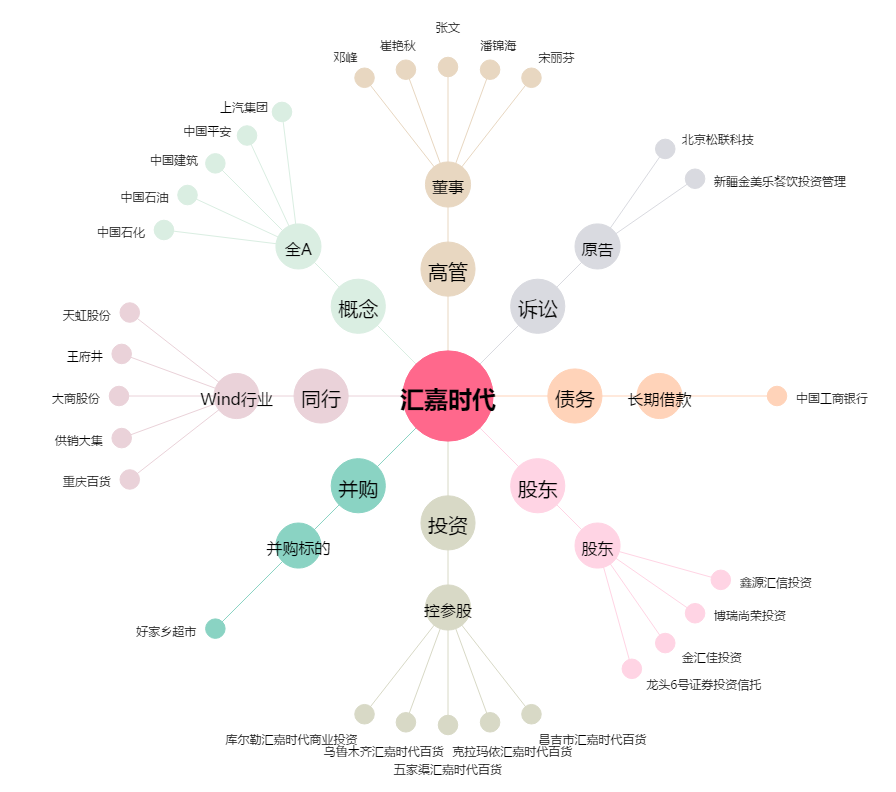 张文
崔艳秋
潘锦海
邓峰
宋丽芬
上汽集团
中国平安
北京松联科技
中国建筑
新疆金美乐餐饮投资管理
董事
中国石油
中国石化
全A
原告
高管
概念
诉讼
天虹股份
王府井
大商股份
Wind行业
同行
汇嘉时代
债务
长期借款
中国工商银行
供销大集
重庆百货
并购
股东
投资
并购标的
股东
鑫源汇信投资
控参股
博瑞尚荣投资
好家乡超市
金汇佳投资
龙头6号证券投资信托
库尔勒汇嘉时代商业投资
昌吉市汇嘉时代百货
乌鲁木齐汇嘉时代百货
克拉玛依汇嘉时代百货
五家渠汇嘉时代百货